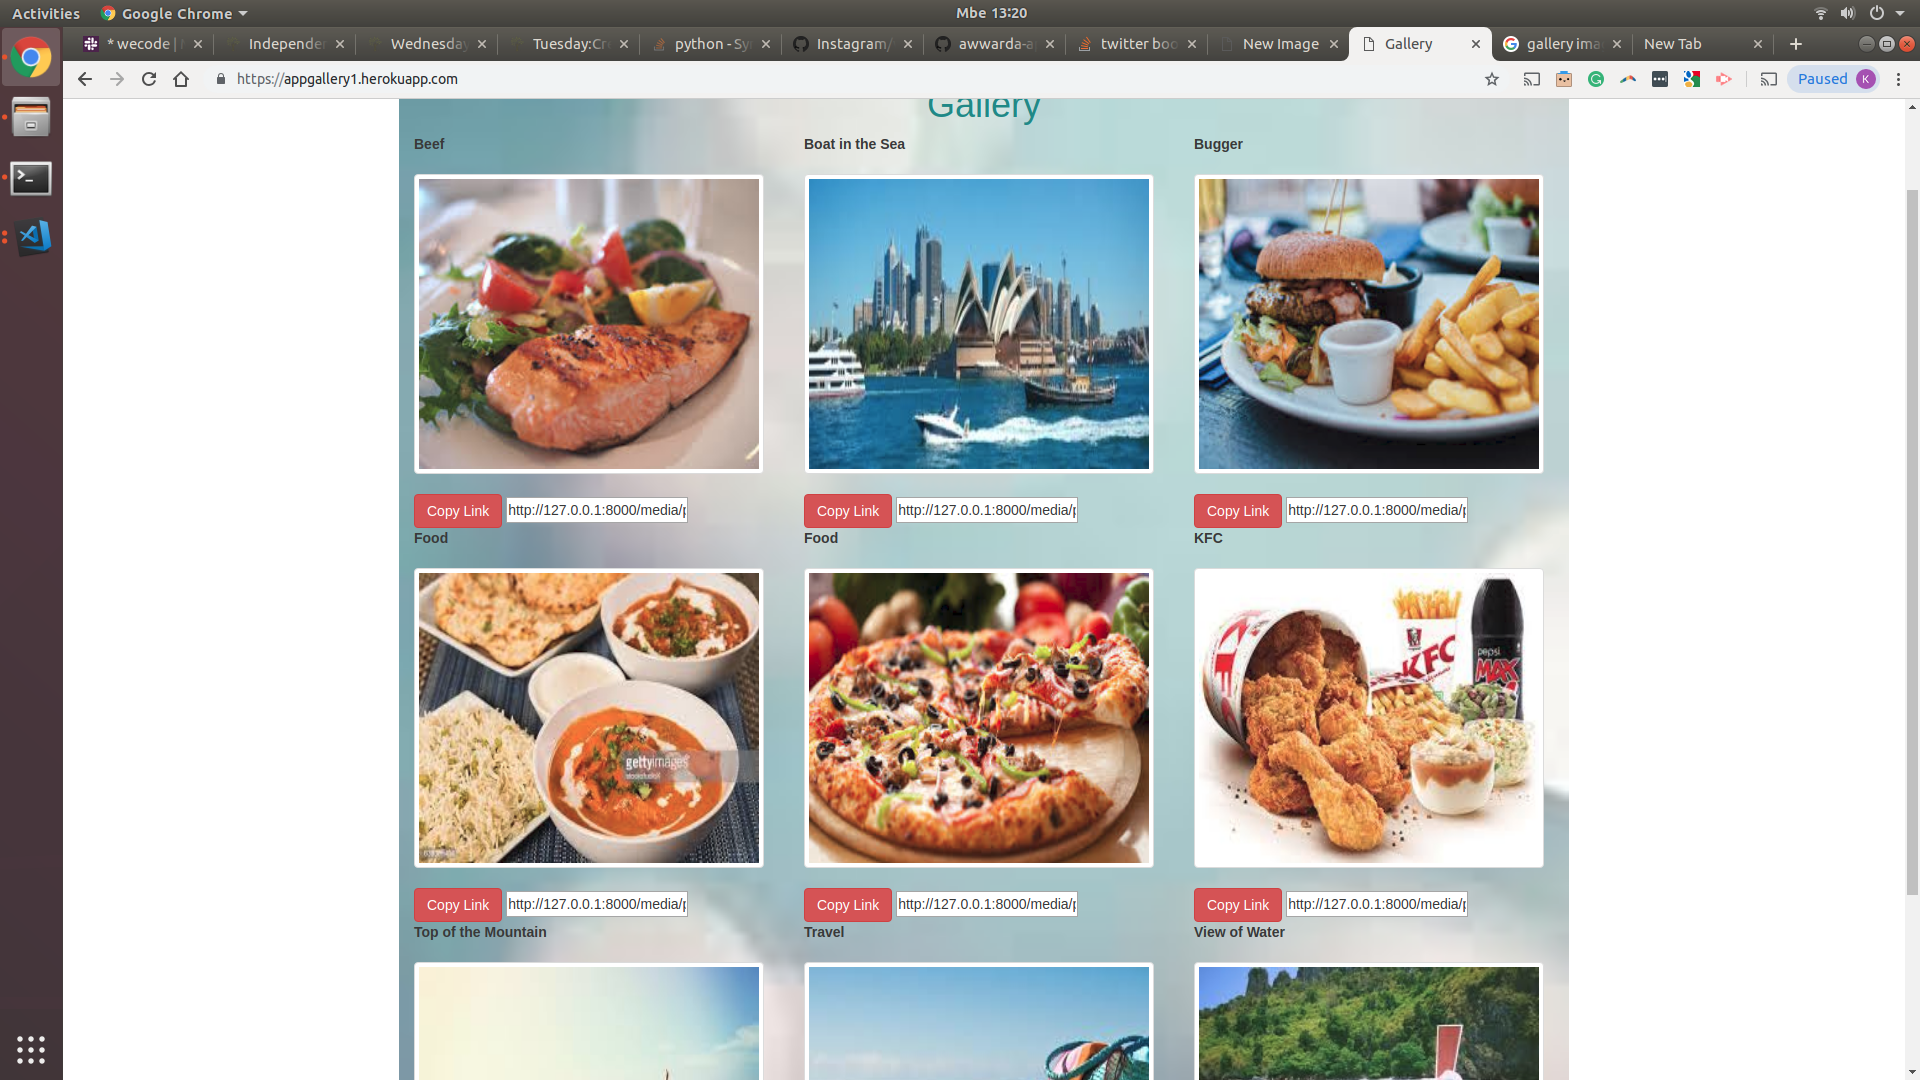 Activities Google Chrome Mbe 13:20
* wecode | Independe Wednesday Tuesday:Cr python - Sy Instagram/ awwarda-a twitter boo New Image Gallery gallery ima New Tab
https://appgallery1.herokuapp.com Paused K
Gallery
Beef Boat in the Sea Bugger
Copy Link http://127.0.0.1:8000/media/p Copy Link http://127.0.0.1:8000/media/p Copy Link http://127.0.0.1:8000/media/p
Food Food KFC
KFC
pepsi
MAX
gettyimages
Copy Link http://127.0.0.1:8000/media/p Copy Link http://127.0.0.1:8000/media/p Copy Link http://127.0.0.1:8000/media/p
Top of the Mountain Travel View of Water